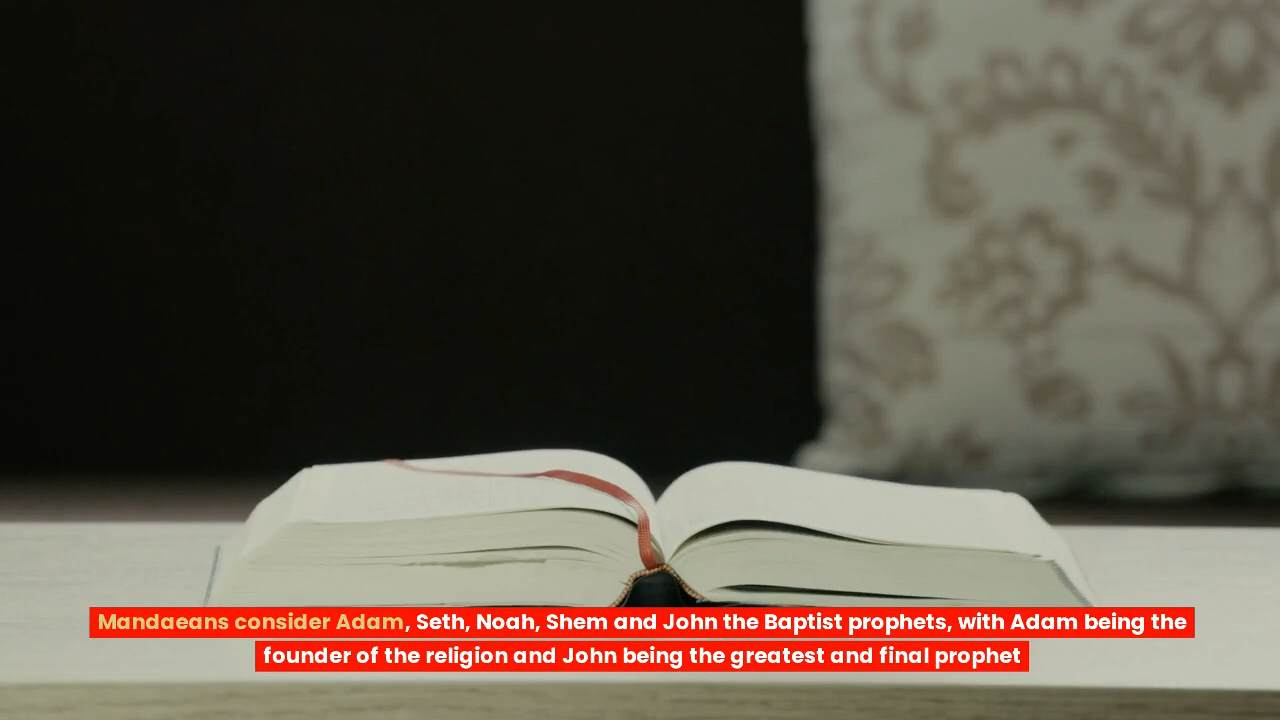 Mandaeans consider Adam, Seth, Noah, Shem and John the Baptist prophets, with Adam being the
founder of the religion and John being the greatest and final prophet